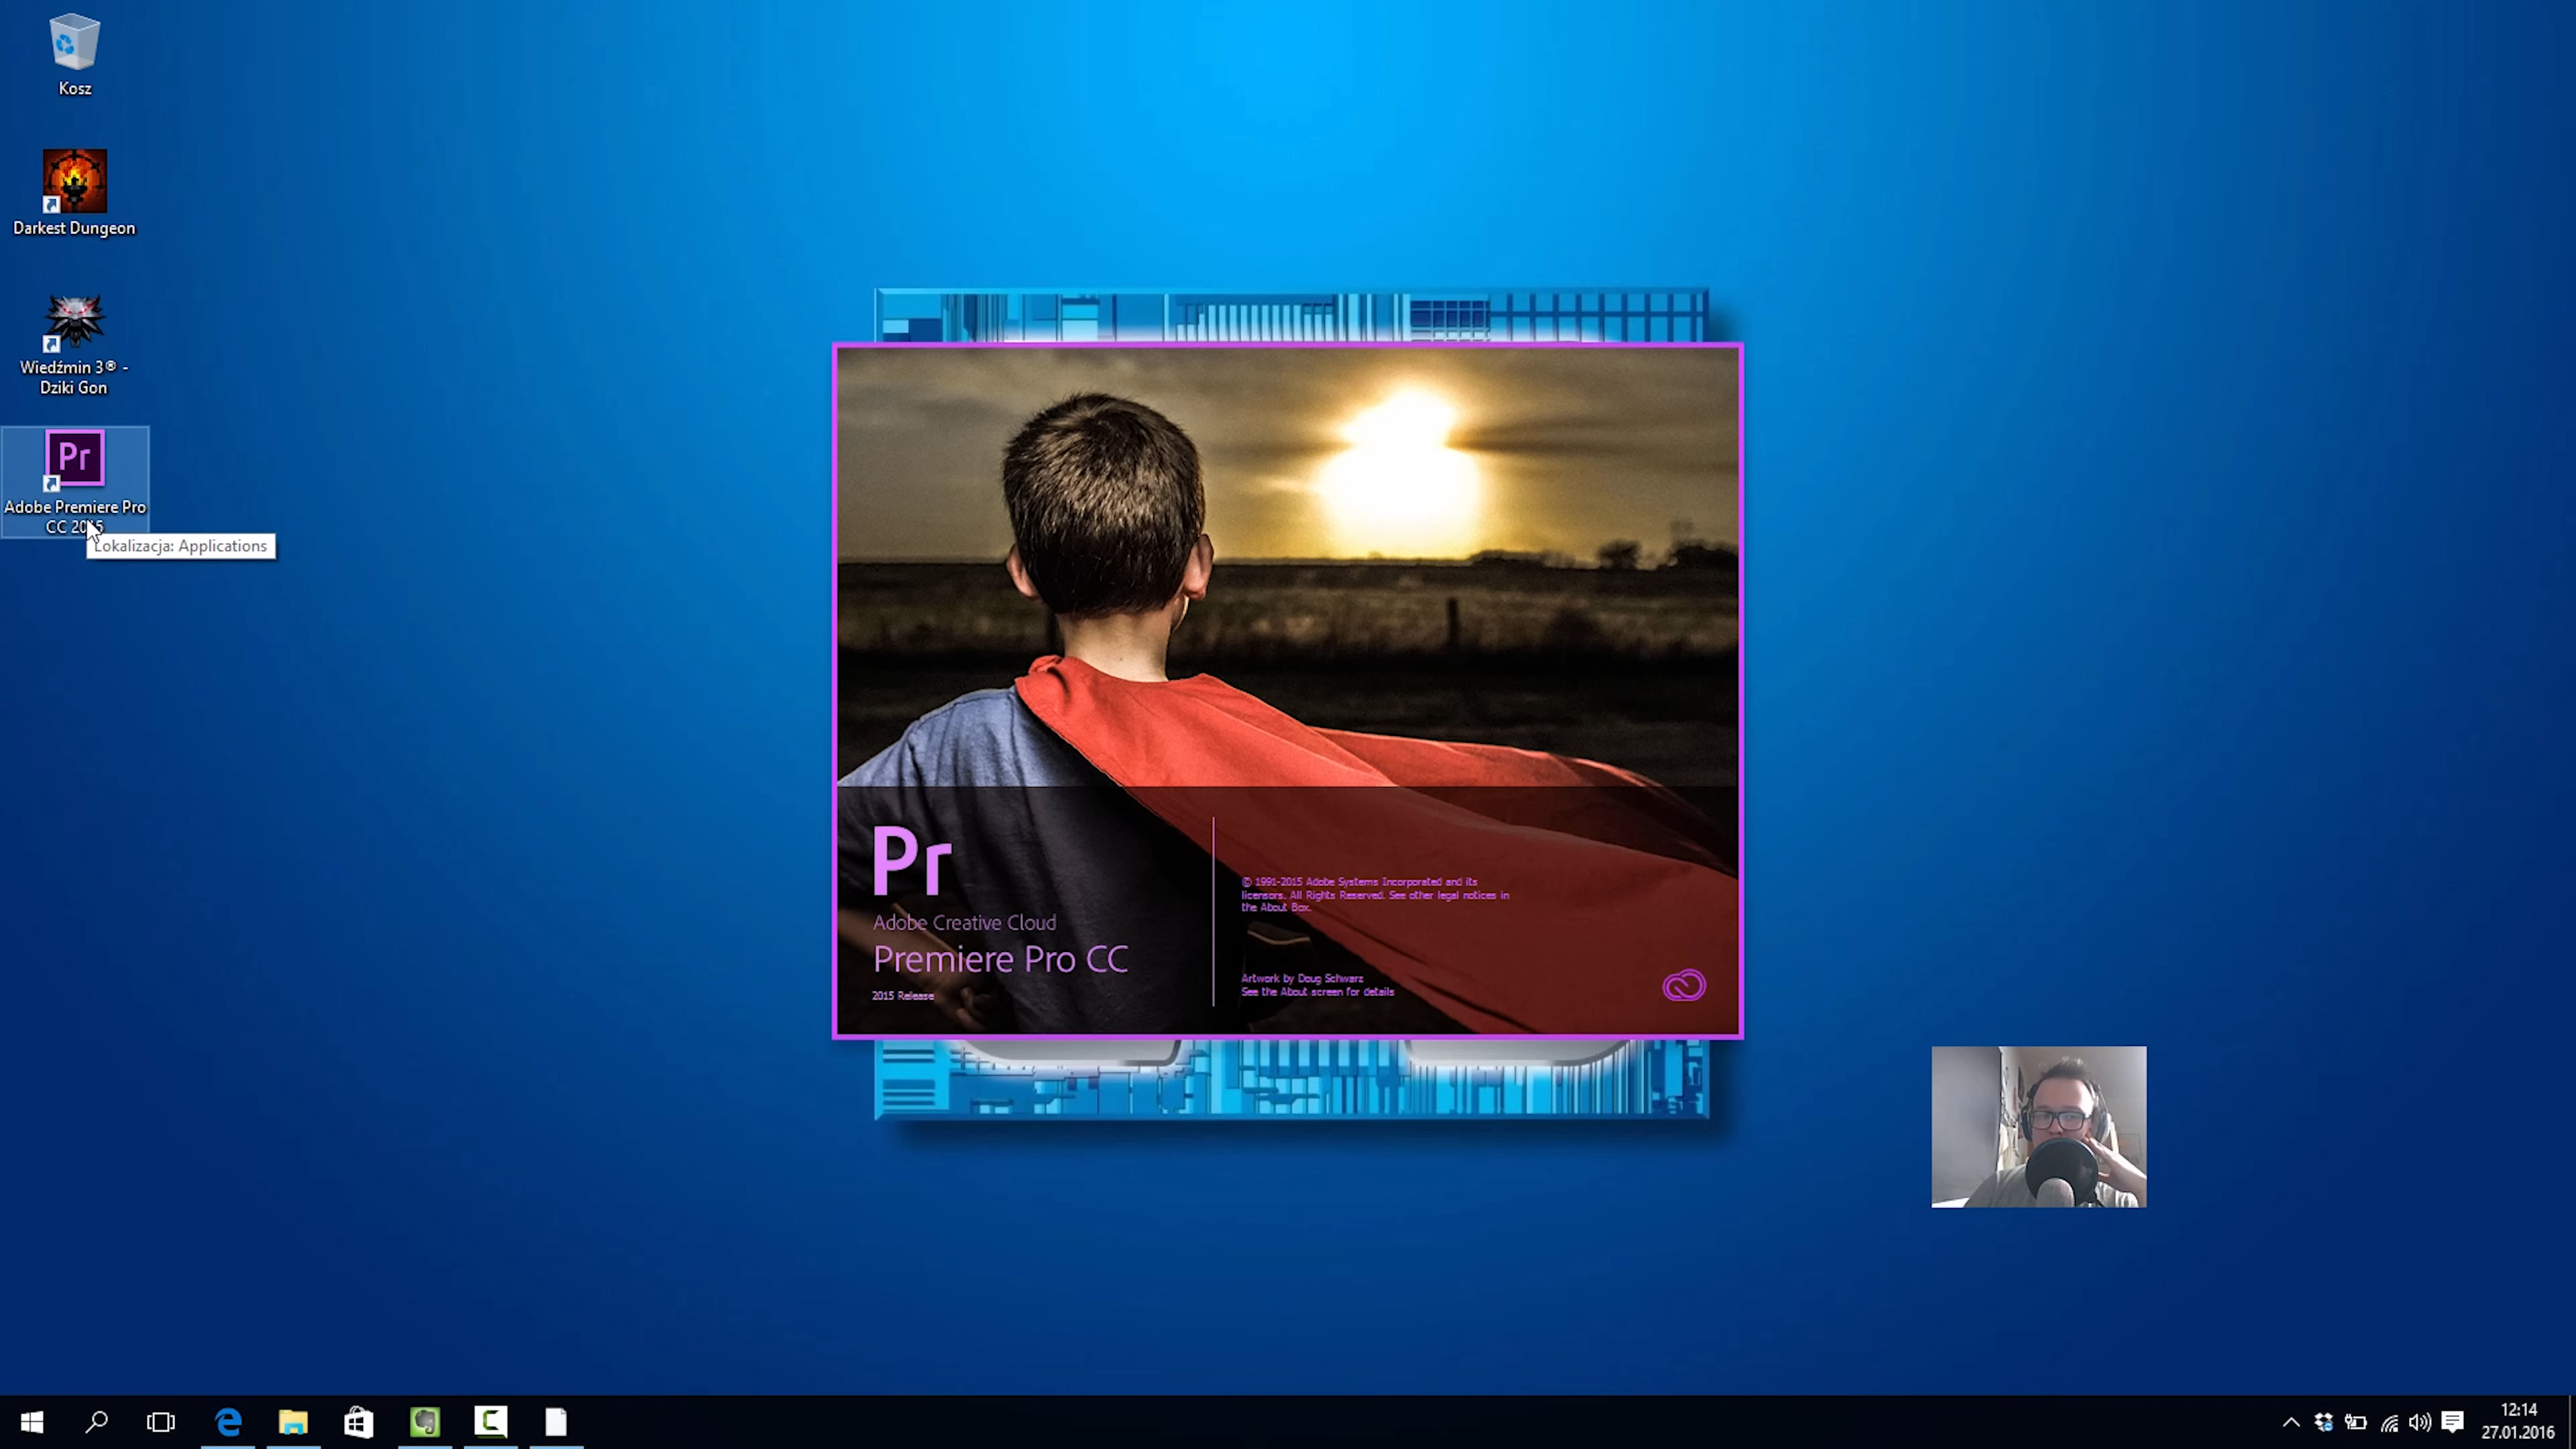 Kosz
Darkest Dungeon
Wiedźmin 3® -
Dziki Gon
Pr
Adobe Premiere Pro
CC 2015
Lokalizacja: Applications
Pr
Adobe Creative Cloud
Premiere Pro CC
2015 Release
© 1991-2015 Adobe Systems Incorporated and its
licensors. All Rights Reserved. See other legal notices in
the About Box.
Artwork by Doug Schwarz
See the About screen for details
12:14
27.01.2016